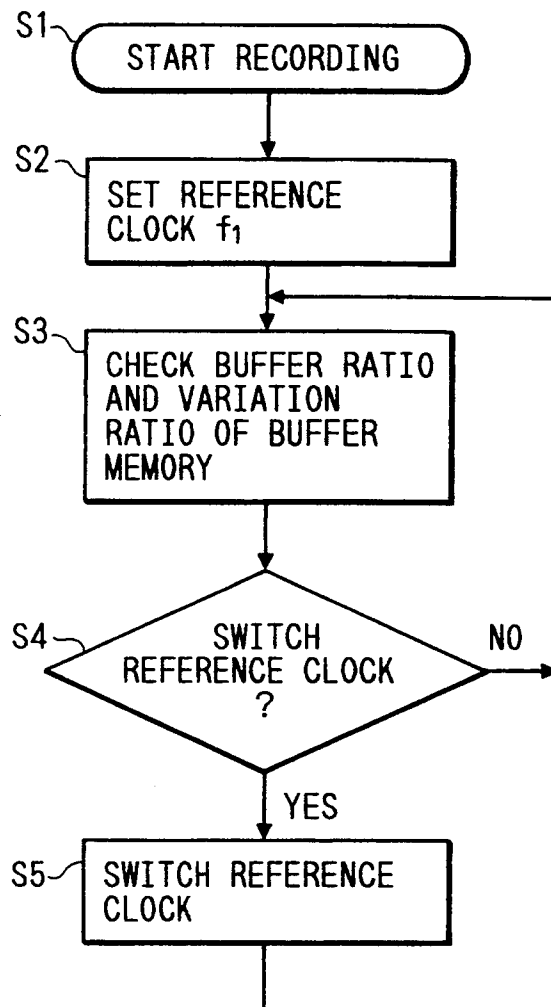 S1
START RECORDING
S2
SET REFERENCE
CLOCK f₁
S3
CHECK BUFFER RATIO
AND VARIATION
RATIO OF BUFFER
MEMORY
S4
SWITCH
REFERENCE CLOCK
?
NO
YES
S5
SWITCH REFERENCE
CLOCK